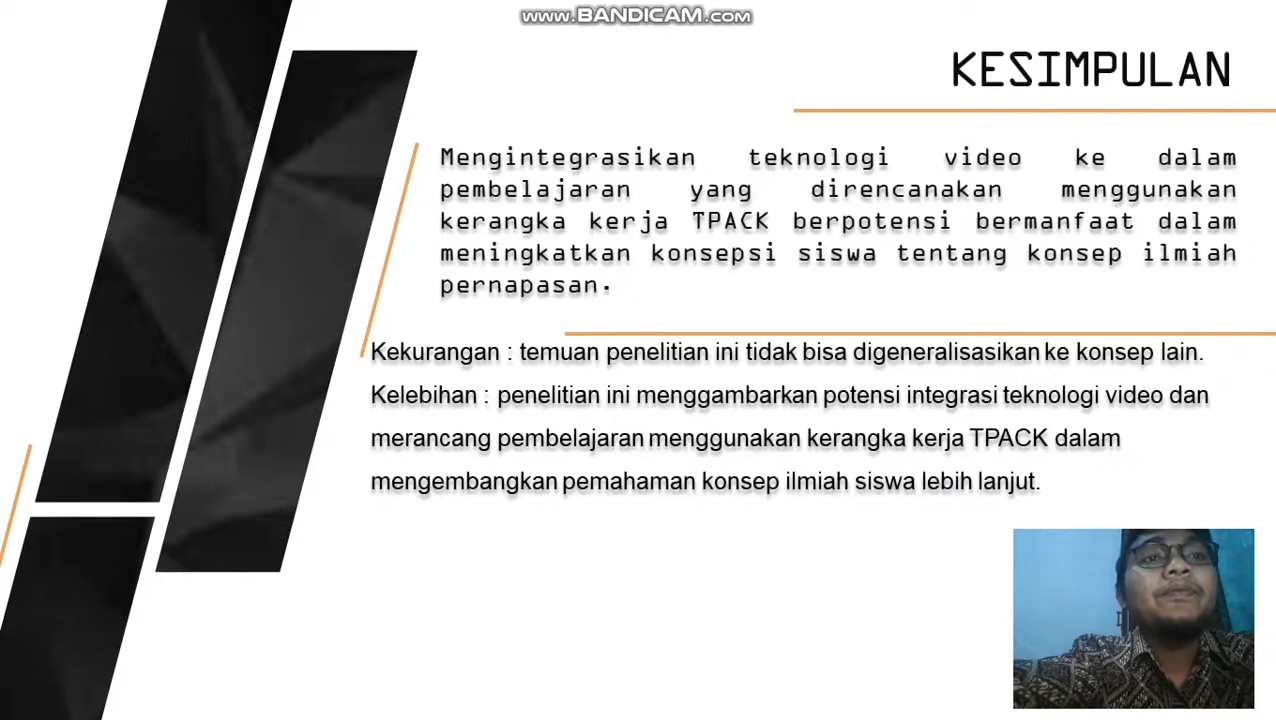 www.BANDICAM.com
KESIMPULAN
Mengintegrasikan teknologi video ke dalam
pembelajaran yang direncanakan menggunakan
kerangka kerja TPACK berpotensi bermanfaat dalam
meningkatkan konsepsi siswa tentang konsep ilmiah
pernapasan.
Kekurangan : temuan penelitian ini tidak bisa digeneralisasikan ke konsep lain.
Kelebihan : penelitian ini menggambarkan potensi integrasi teknologi video dan
merancang pembelajaran menggunakan kerangka kerja TPACK dalam
mengembangkan pemahaman konsep ilmiah siswa lebih lanjut.